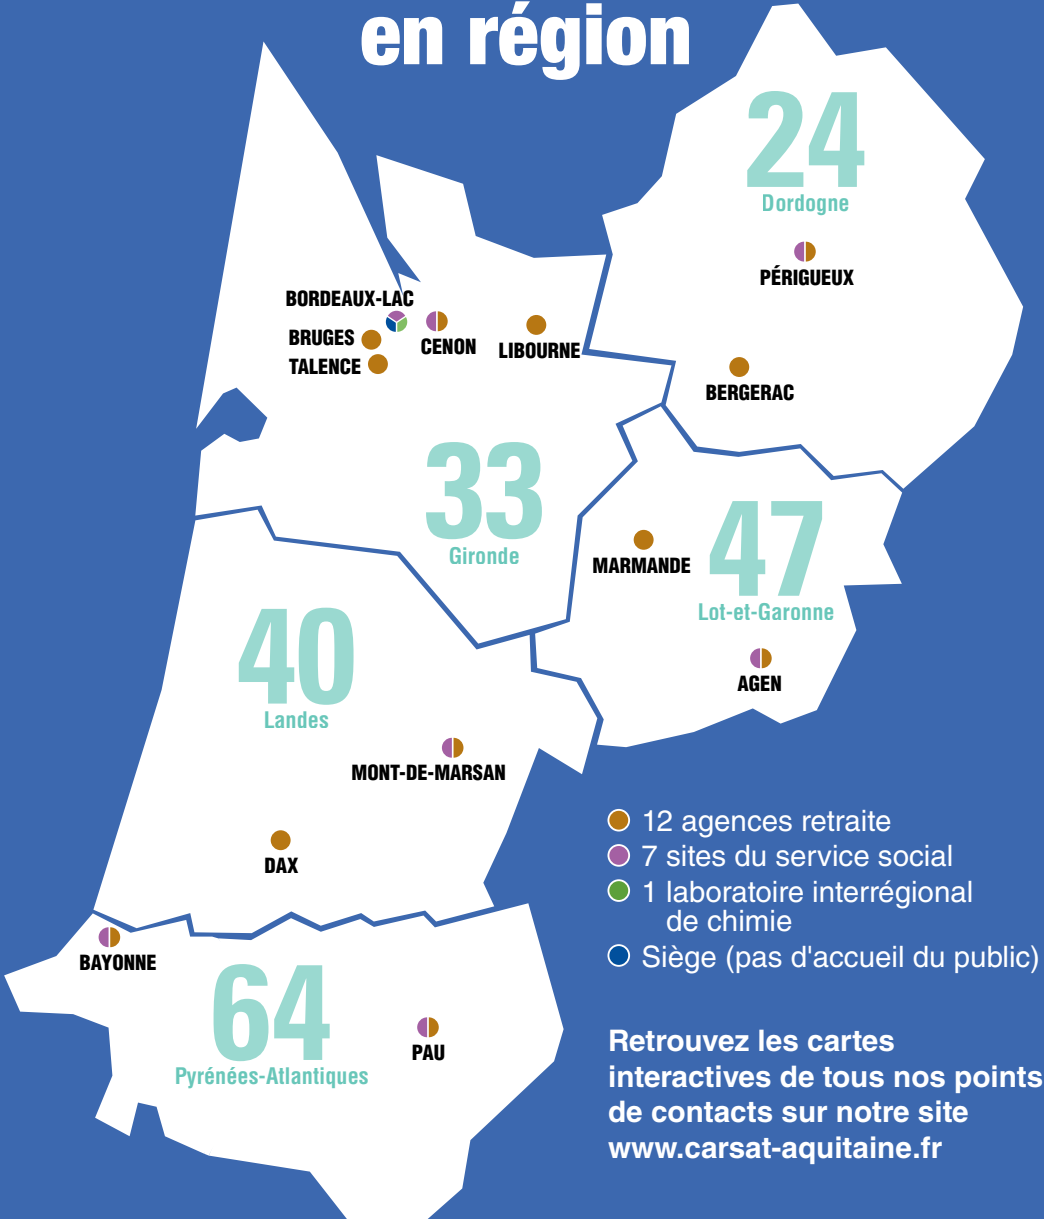 en région
24
Dordogne
PÉRIGUEUX
BERGERAC
BORDEAUX-LAC
BRUGES
TALENCE
CENON
LIBOURNE
33
Gironde
47
Lot-et-Garonne
MARMANDE
AGEN
40
Landes
MONT-DE-MARSAN
DAX
64
Pyrénées-Atlantiques
BAYONNE
PAU
12 agences retraite
7 sites du service social
1 laboratoire interrégional
de chimie
Siège (pas d'accueil du public)
Retrouvez les cartes
interactives de tous nos points
de contacts sur notre site
www.carsat-aquitaine.fr